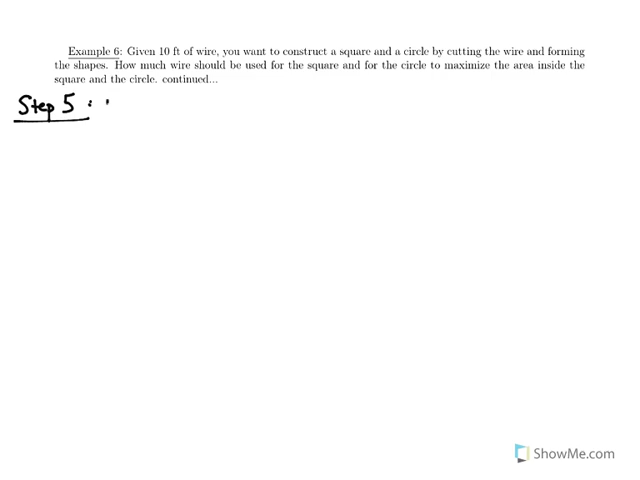 Example 6: Given 10 ft of wire, you want to construct a square and a circle by cutting the wire and forming
the shapes. How much wire should be used for the square and for the circle to maximize the area inside the
square and the circle. continued...
Step 5:
ShowMe.com